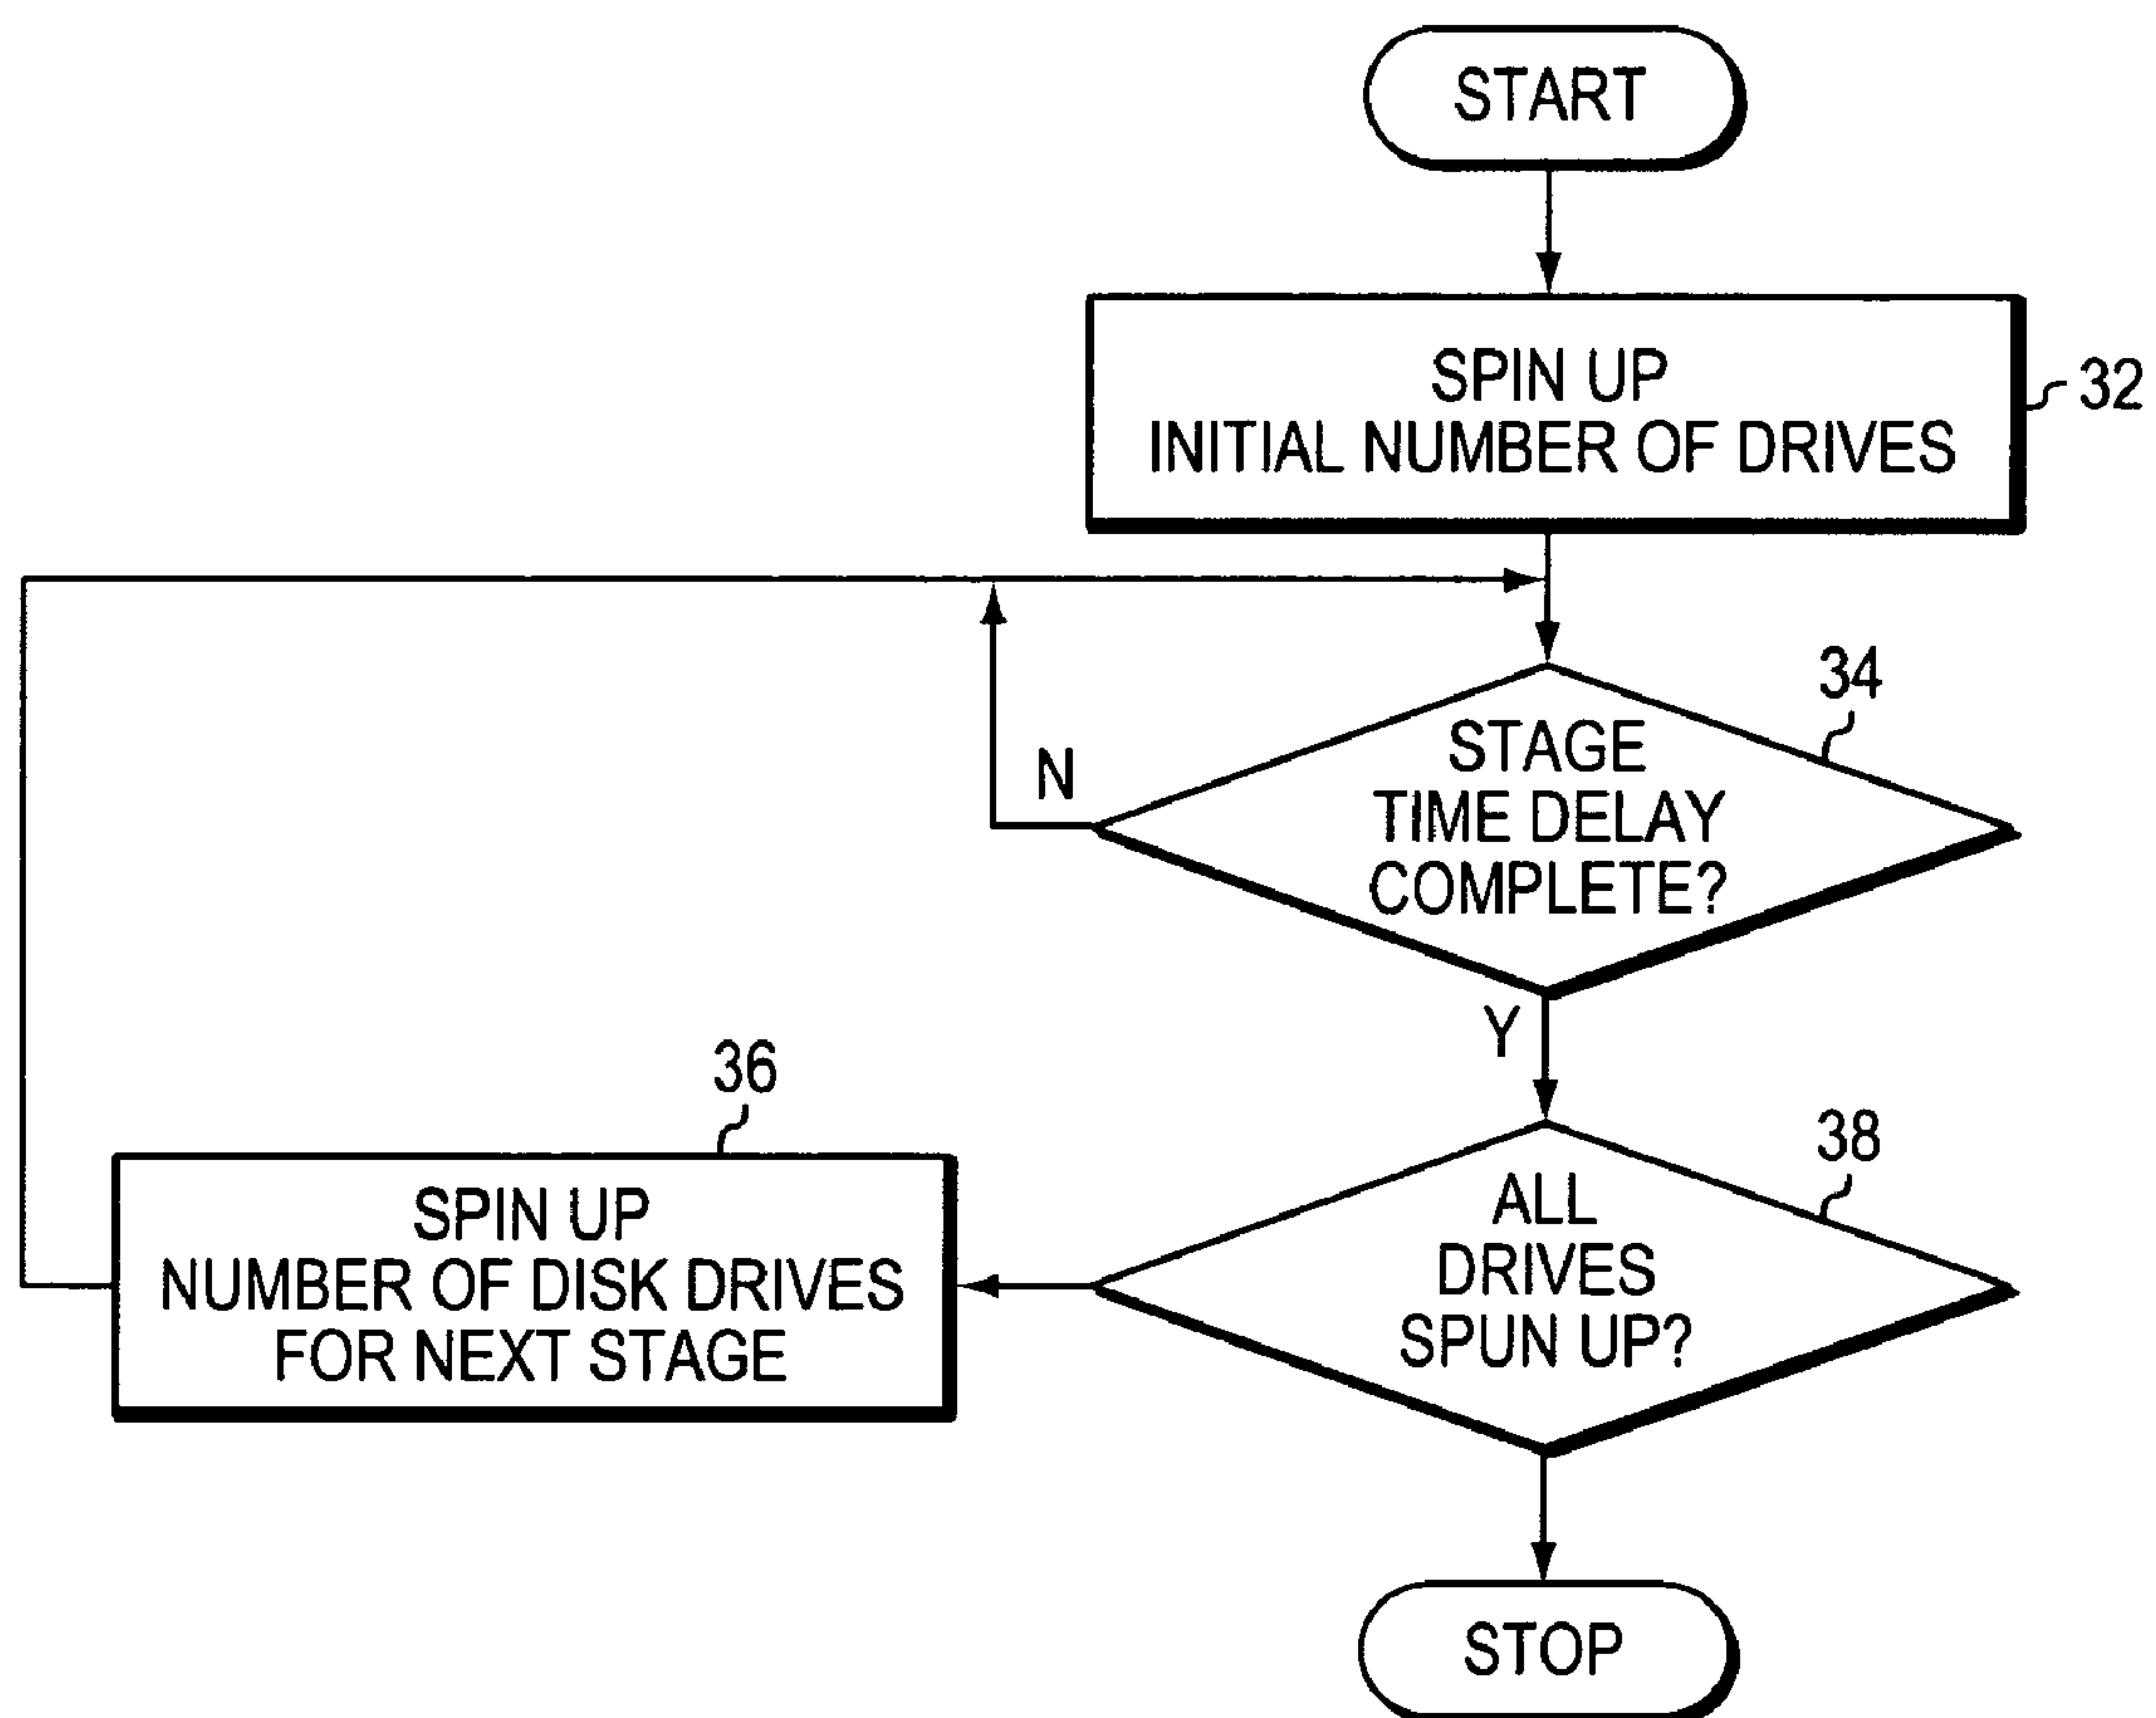 START
SPIN UP
INITIAL NUMBER OF DRIVES
32
34
STAGE
TIME DELAY
COMPLETE?
N
Y
36
SPIN UP
NUMBER OF DISK DRIVES
FOR NEXT STAGE
38
ALL
DRIVES
SPUN UP?
STOP